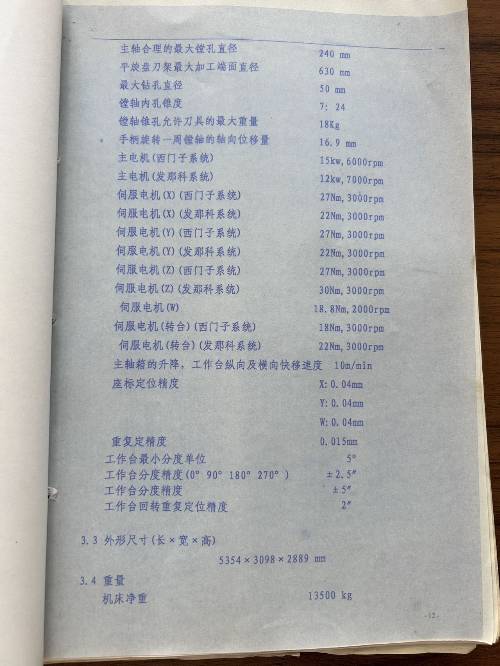 主轴合理的最大镗孔直径 240 mm
平旋盘刀架最大加工端面直径 630 mm
最大钻孔直径 50 mm
镗轴内孔锥度 7: 24
镗轴锥孔允许刀具的最大重量 18Kg
手柄旋转一周镗轴的轴向位移量 16.9 mm
主电机(西门子系统) 15kw,6000rpm
主电机(发那科系统) 12kw,7000rpm
伺服电机(X)(西门子系统) 27Nm,3000rpm
伺服电机(X)(发那科系统) 22Nm,3000rpm
伺服电机(Y)(西门子系统) 27Nm,3000rpm
伺服电机(Y)(发那科系统) 22Nm,3000rpm
伺服电机(Z)(西门子系统) 27Nm,3000rpm
伺服电机(Z)(发那科系统) 30Nm,3000rpm
伺服电机(W) 18.8Nm,2000rpm
伺服电机(转台)(西门子系统) 18Nm,3000rpm
伺服电机(转台)(发那科系统) 22Nm,3000rpm
主轴箱的升降，工作台纵向及横向快移速度 10m/min
座标定位精度 X:0.04mm
Y:0.04mm
W:0.04mm
重复定精度 0.015mm
工作台最小分度单位 5°
工作台分度精度(0° 90° 180° 270°) ±2.5″
工作台分度精度 ±5″
工作台回转重复定位精度 2″
3.3 外形尺寸(长×宽×高)
5354×3098×2889 mm
3.4 重量
机床净重 13500 kg
-12-